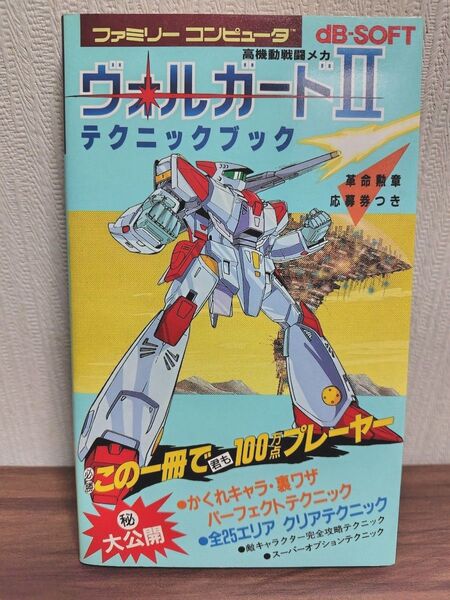 ファミリー コンピュータ™
dB-SOFT
高機動戦闘メカ
ヴォルガードII
テクニックブック
革命勲章
応募券つき
必勝 この一冊で君も100万点プレーヤー
㊙
大公開
•かくれキャラ・裏ワザ
パーフェクトテクニック
•全25エリア クリアテクニック
•敵キャラクター完全攻略テクニック
•スーパーオプションテクニック